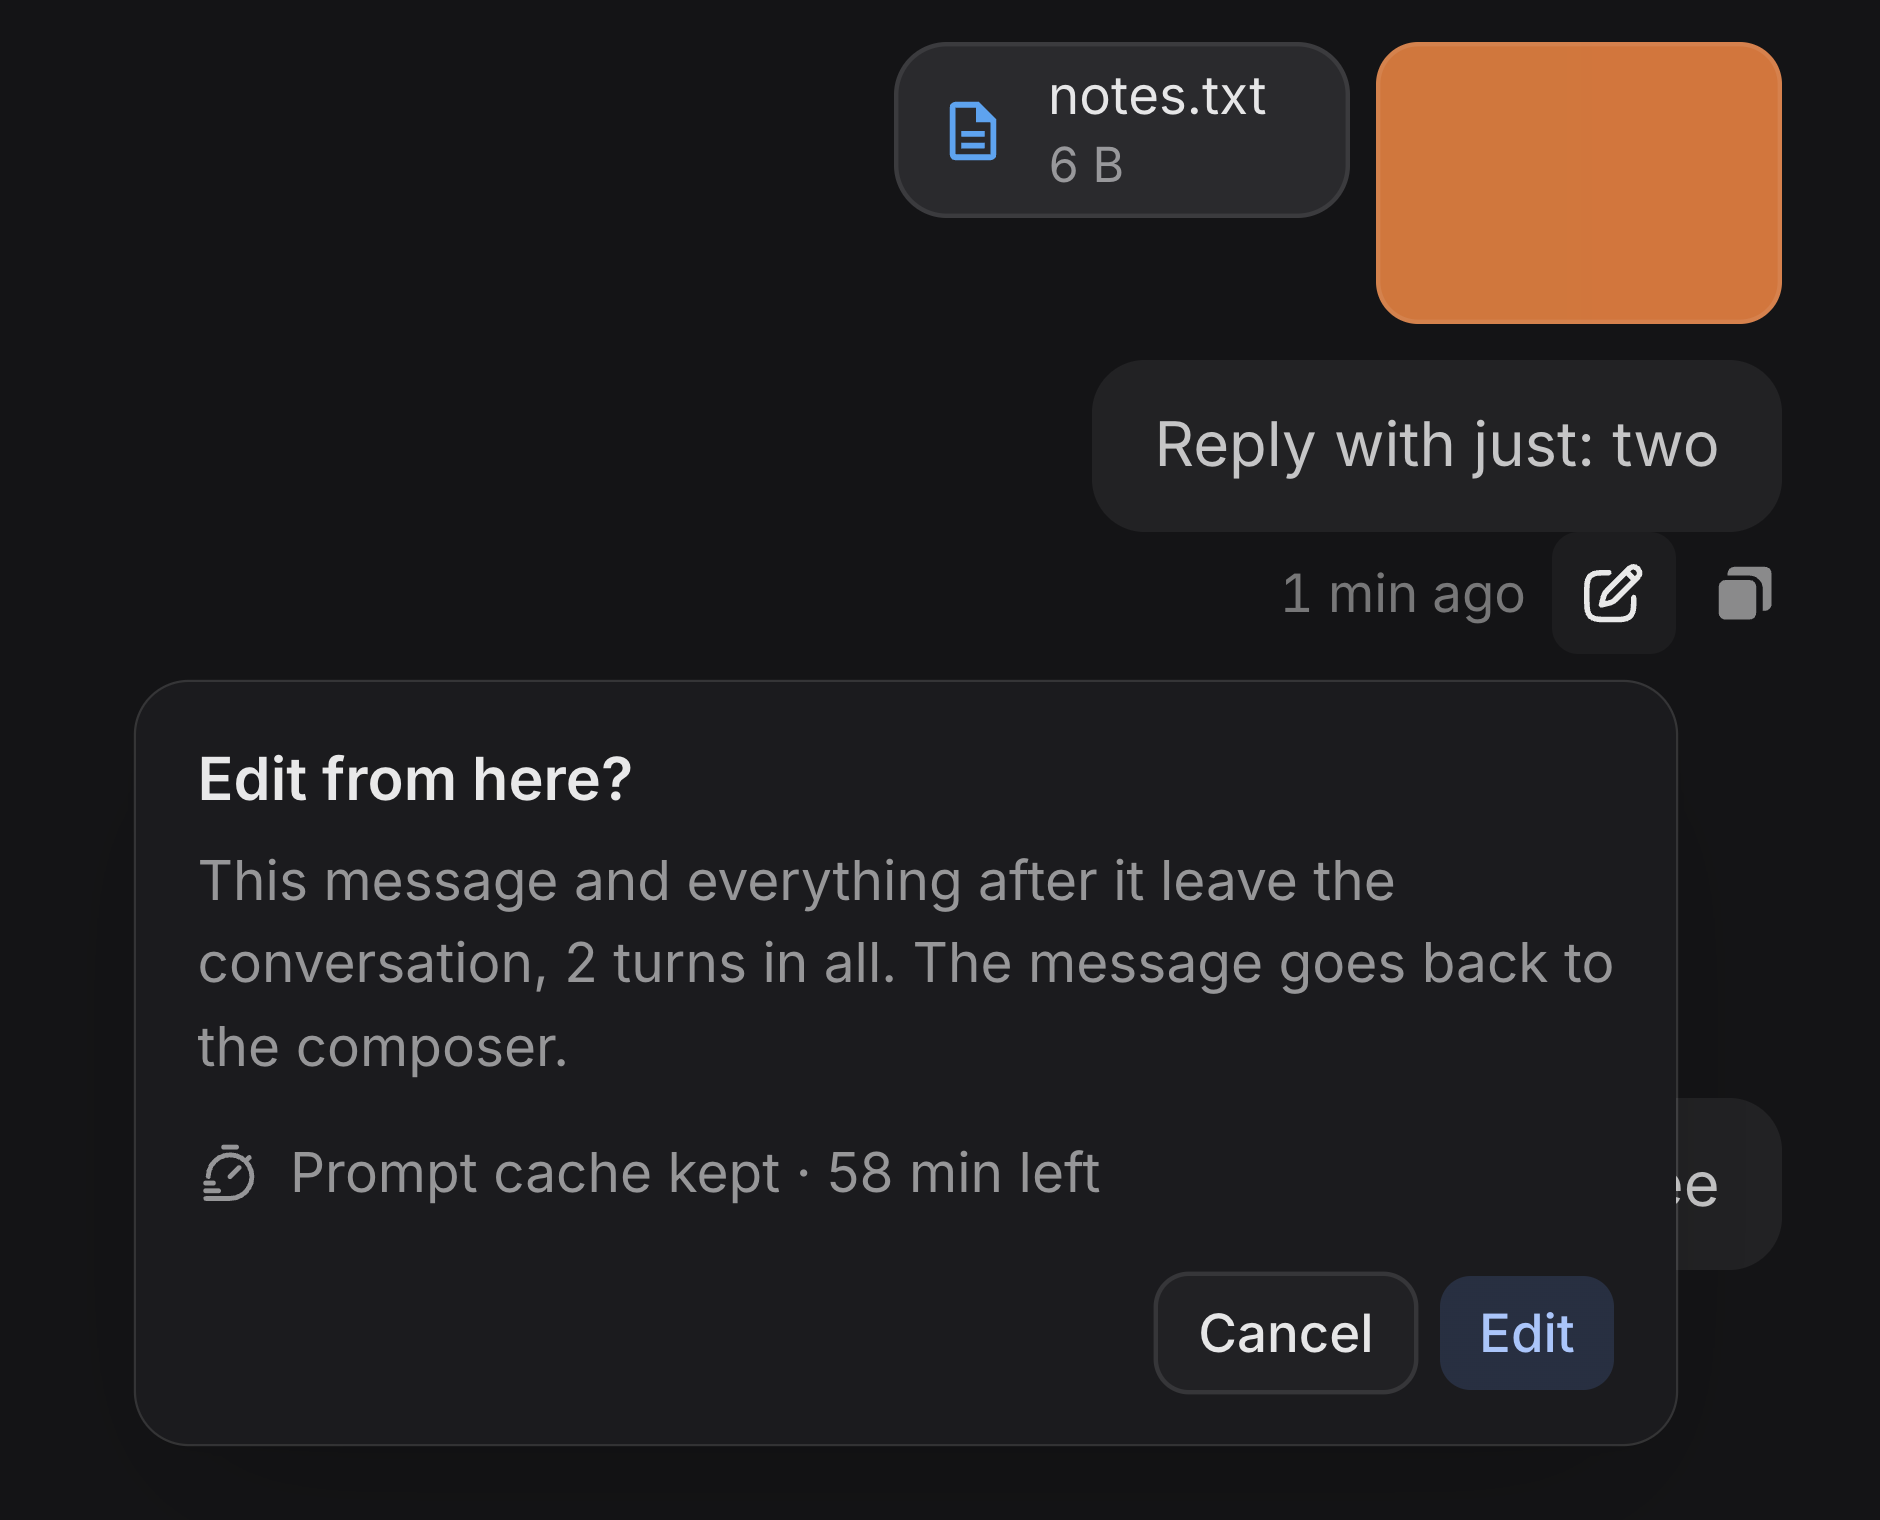 notes.txt
6 B
Reply with just: two
1 min ago
Edit from here?
This message and everything after it leave the
conversation, 2 turns in all. The message goes back to
the composer.
Prompt cache kept · 58 min left
Cancel
Edit